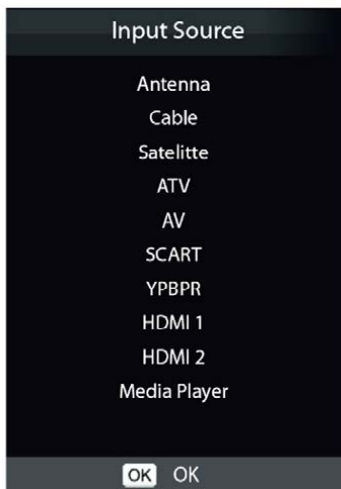 Input Source
Antenna
Cable
Satelitte
ATV
AV
SCART
YPBPR
HDMI 1
HDMI 2
Media Player
OK OK